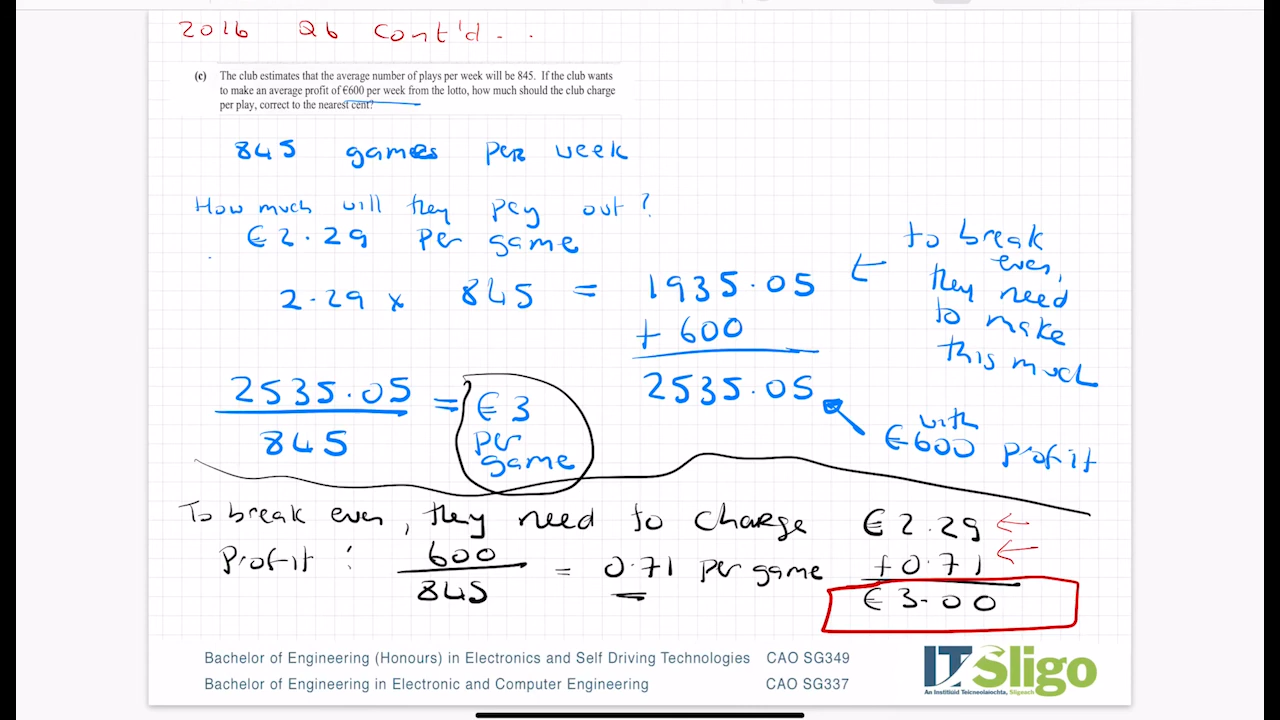 2016 Q6 Cont'd...
(c) The club estimates that the average number of plays per week will be 845. If the club wants
to make an average profit of €600 per week from the lotto, how much should the club charge
per play, correct to the nearest cent?
845 games per week
How much will they pay out?
€2.29 per game
2.29 x 845 = 1935.05
+ 600
2535.05
← to break
even,
they need
to make
this much
with
€600 profit
2535.05
845
= €3
per
game
To break even, they need to charge €2.29 ←
Profit: 600
845
= 0.71 per game +0.71 ←
€3.00
Bachelor of Engineering (Honours) in Electronics and Self Driving Technologies CAO SG349
Bachelor of Engineering in Electronic and Computer Engineering CAO SG337
IT Sligo
An Institiúid Teicneolaíochta, Sligeach